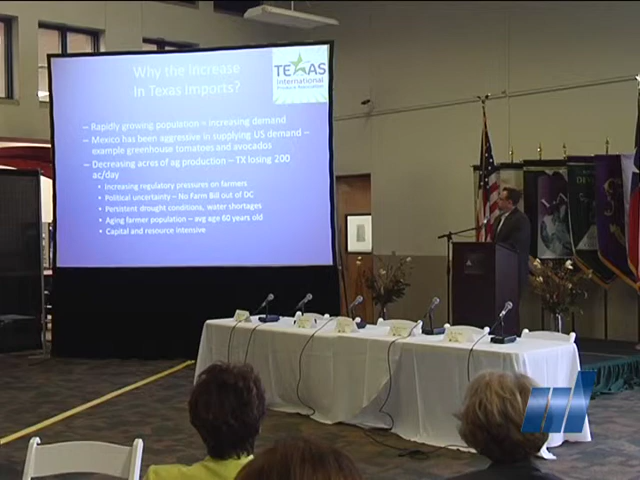 Why the Increase
in Texas Imports?
TEXAS
International
Produce Association
– Rapidly growing population = increasing demand
– Mexico has been aggressive in supplying US demand –
example greenhouse tomatoes and avocados
– Decreasing acres of ag production – TX losing 200
ac/day
• Increasing regulatory pressures on farmers
• Political uncertainty – No Farm Bill out of DC
• Persistent drought conditions, water shortages
• Aging farmer population – avg age 60 years old
• Capital and resource intensive